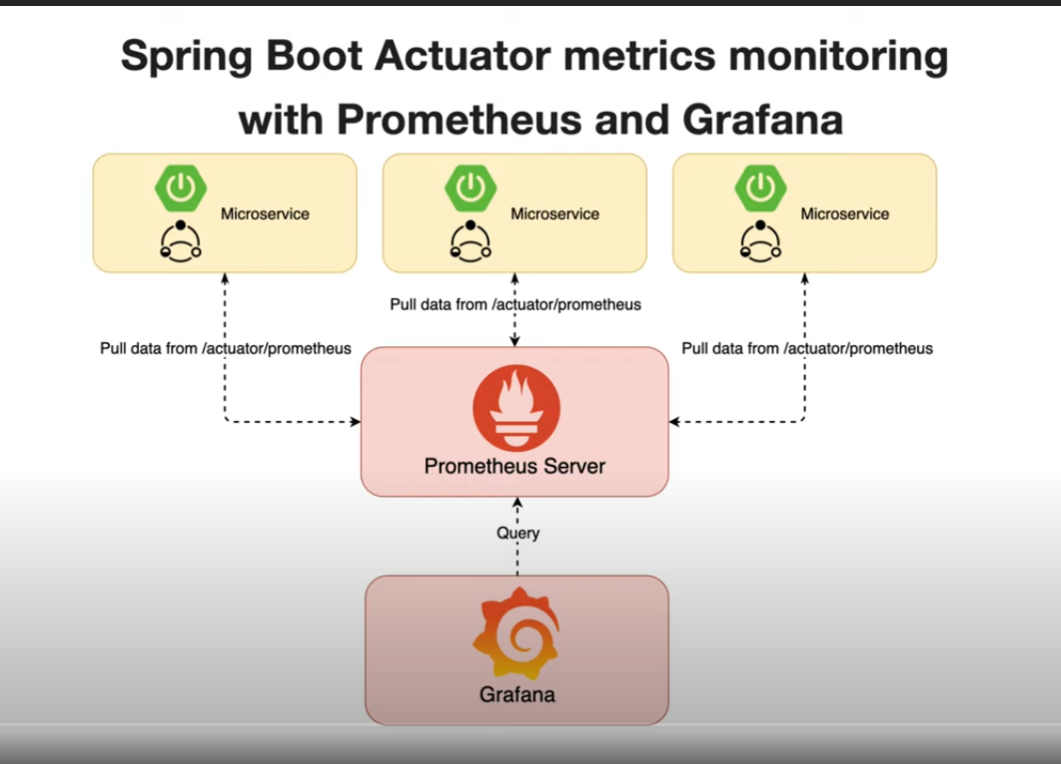 Spring Boot Actuator metrics monitoring
with Prometheus and Grafana
Microservice
Microservice
Microservice
Pull data from /actuator/prometheus
Pull data from /actuator/prometheus
Pull data from /actuator/prometheus
Prometheus Server
Query
Grafana